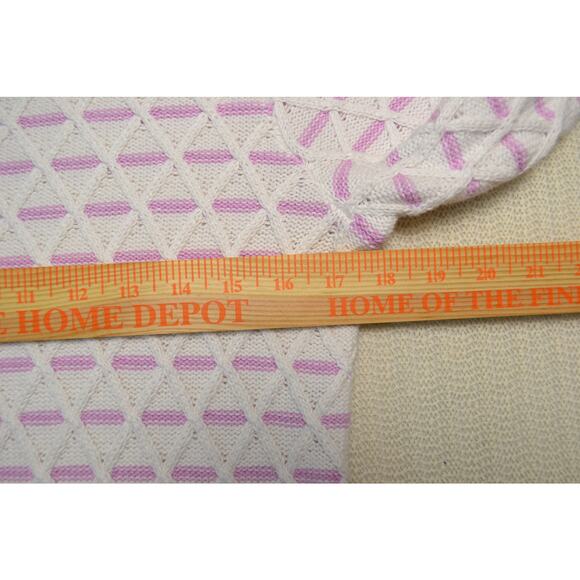 11 12 13 14 15 16 17 18 19 20 21
HOME DEPOT HOME OF THE FIN